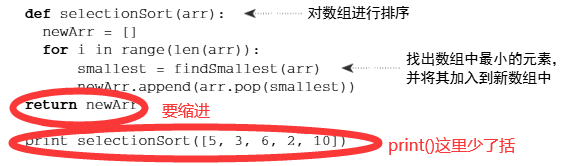 def selectionSort(arr): 对数组进行排序
newArr = []
for i in range(len(arr)):
smallest = findSmallest(arr) 找出数组中最小的元素，
newArr.append(arr.pop(smallest)) 并将其加入到新数组中
return newArr 要缩进
print selectionSort([5, 3, 6, 2, 10]) print()这里少了括